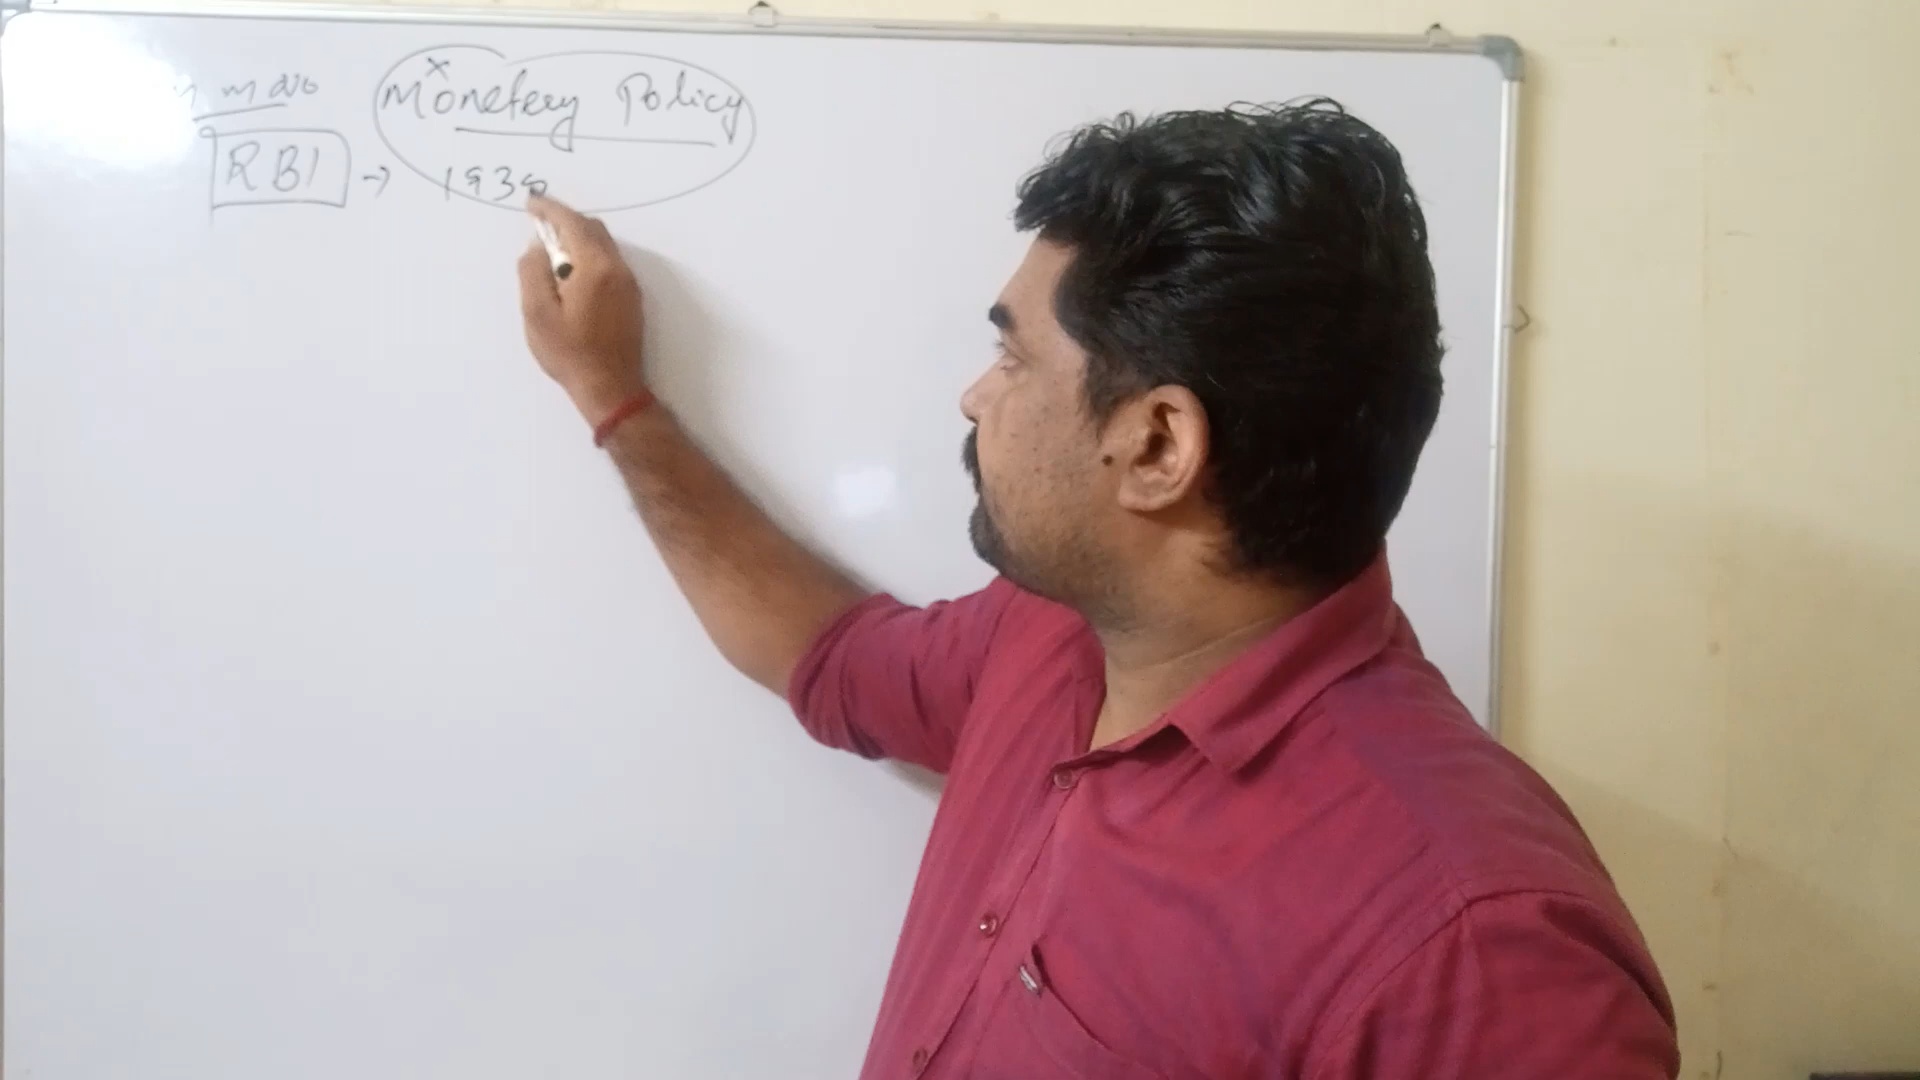 Monetery Policy
RBI → 193